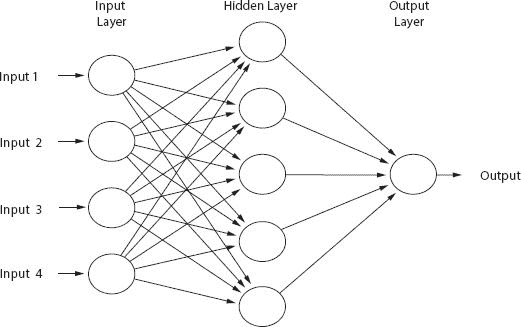 Input
Layer
Hidden Layer
Output
Layer
Input 1
Input 2
Input 3
Input 4
Output